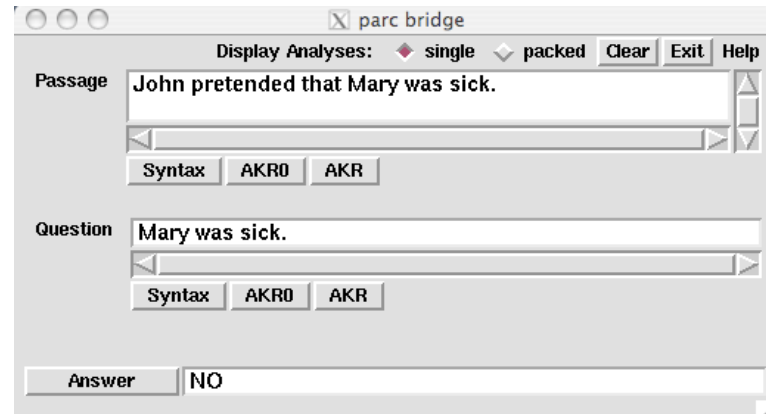 parc bridge
Display Analyses: single packed Clear Exit Help
Passage John pretended that Mary was sick.
Syntax AKR0 AKR
Question Mary was sick.
Syntax AKR0 AKR
Answer NO